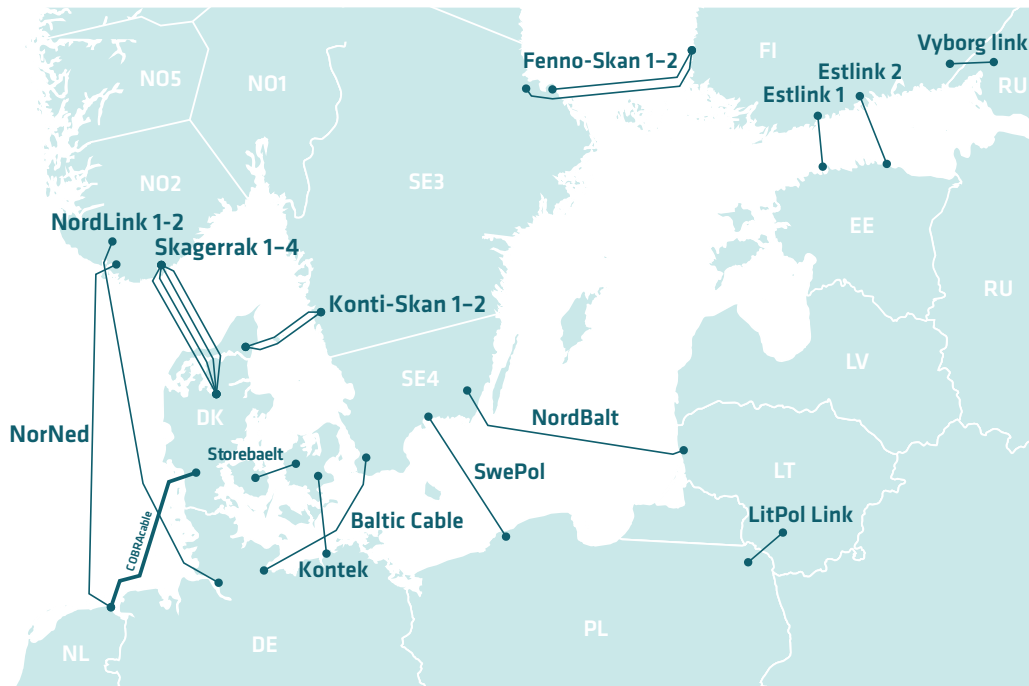 Fenno-Skan 1–2
FI
Vyborg link
Estlink 2
RU
Estlink 1
NO5
NO1
NO2
SE3
NordLink 1-2
EE
Skagerrak 1–4
RU
Konti-Skan 1–2
LV
SE4
DK
NordBalt
NorNed
Storebaelt
SwePol
LT
LitPol Link
Baltic Cable
COBRAcable
Kontek
PL
DE
NL